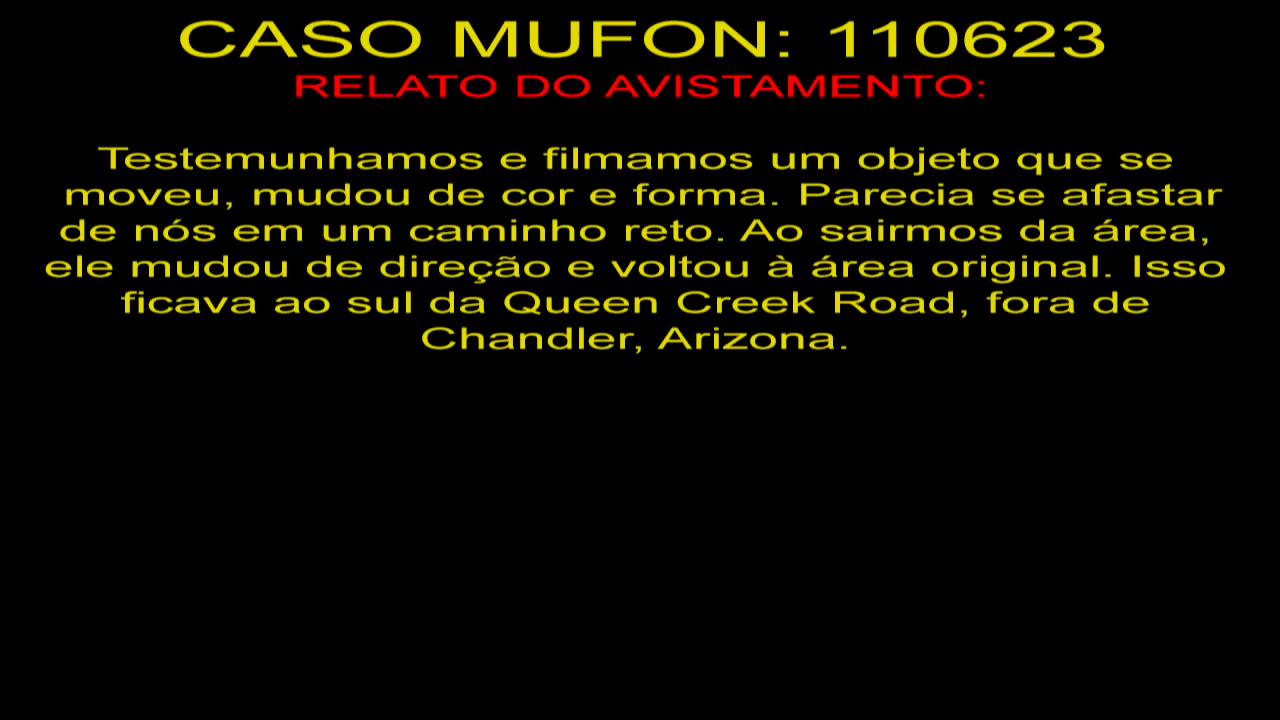 CASO MUFON: 110623
RELATO DO AVISTAMENTO:
Testemunhamos e filmamos um objeto que se
moveu, mudou de cor e forma. Parecia se afastar
de nós em um caminho reto. Ao sairmos da área,
ele mudou de direção e voltou à área original. Isso
ficava ao sul da Queen Creek Road, fora de
Chandler, Arizona.